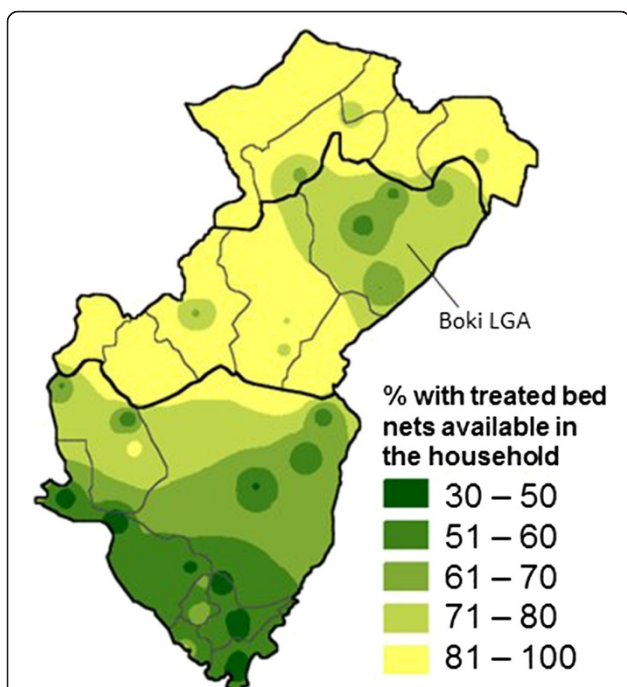 Boki LGA
% with treated bed
nets available in
the household
30 – 50
51 – 60
61 – 70
71 – 80
81 – 100